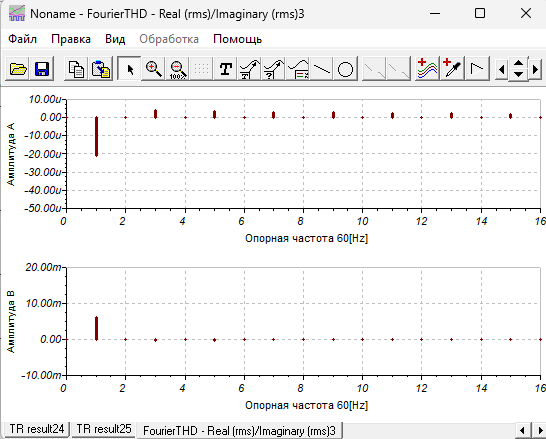 Noname - FourierTHD - Real (rms)/Imaginary (rms)3
Файл Правка Вид Обработка Помощь
100% T ?
10.00u
0.00
-10.00u
-20.00u
-30.00u
-40.00u
-50.00u
Амплитуда А
0 2 4 6 8 10 12 14 16
Опорная частота 60[Hz]
20.00m
10.00m
0.00
-10.00m
Амплитуда В
0 2 4 6 8 10 12 14 16
Опорная частота 60[Hz]
TR result24 TR result25 FourierTHD - Real (rms)/Imaginary (rms)3